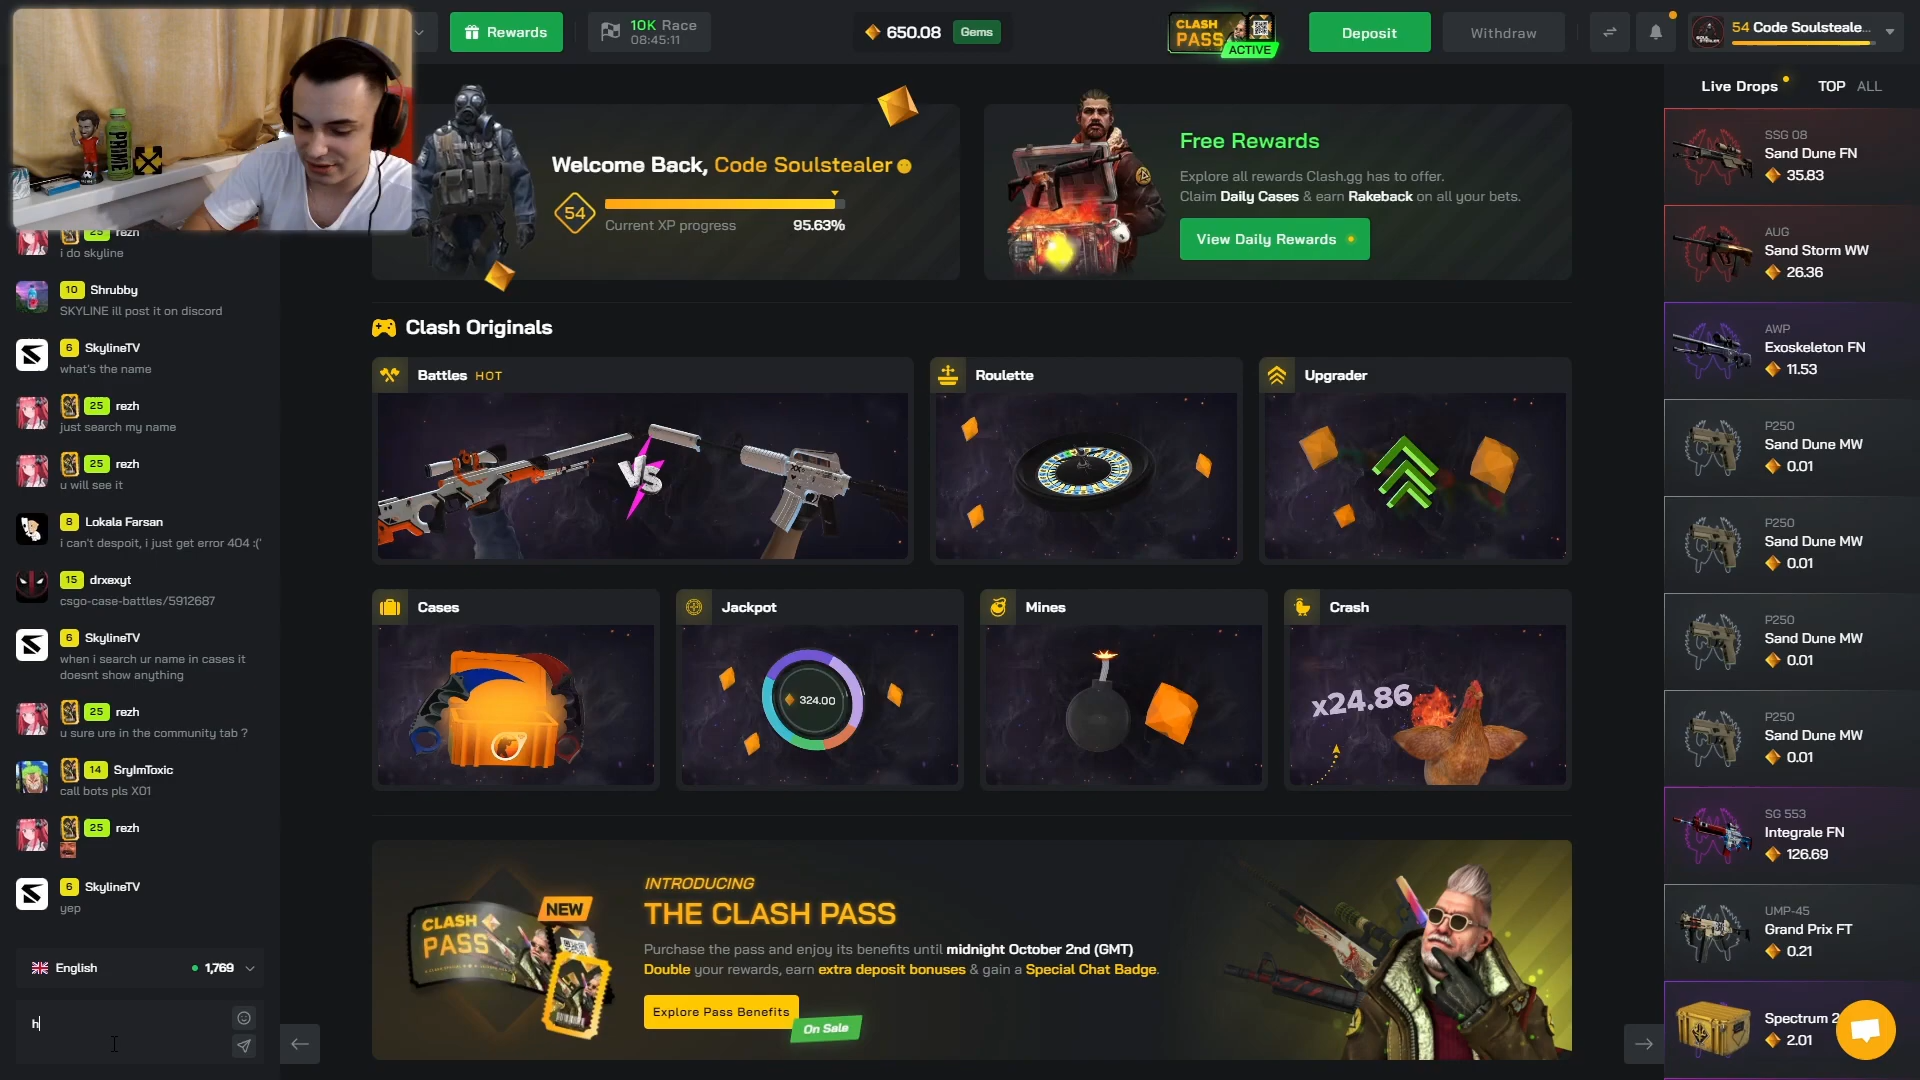 Rewards
10K Race
08:45:11
650.08 Gems
CLASH
PASS
ACTIVE
Deposit
Withdraw
54 Code Soulsteale...
PRIME
Welcome Back, Code Soulstealer
54
Current XP progress 95.63%
Free Rewards
Explore all rewards Clash.gg has to offer.
Claim Daily Cases & earn Rakeback on all your bets.
View Daily Rewards
Live Drops TOP ALL
SSG 08
Sand Dune FN
35.83
AUG
Sand Storm WW
26.36
AWP
Exoskeleton FN
11.53
P250
Sand Dune MW
0.01
P250
Sand Dune MW
0.01
P250
Sand Dune MW
0.01
P250
Sand Dune MW
0.01
SG 553
Integrale FN
126.69
UMP-45
Grand Prix FT
0.21
Spectrum 2
2.01
25 rezh
i do skyline
10 Shrubby
SKYLINE ill post it on discord
6 SkylineTV
what's the name
25 rezh
just search my name
25 rezh
u will see it
8 Lokala Farsan
i can't despoit, i just get error 404 :('
15 drxexyt
csgo-case-battles/5912687
6 SkylineTV
when i search ur name in cases it
doesnt show anything
25 rezh
u sure ure in the community tab ?
14 SryImToxic
call bots pls X01
25 rezh
6 SkylineTV
yep
English 1,769
h
Clash Originals
Battles HOT
VS
Roulette
Upgrader
Cases
Jackpot
324.00
Mines
Crash
x24.86
CLASH
PASS
NEW
INTRODUCING
THE CLASH PASS
Purchase the pass and enjoy its benefits until midnight October 2nd (GMT)
Double your rewards, earn extra deposit bonuses & gain a Special Chat Badge.
Explore Pass Benefits
On Sale